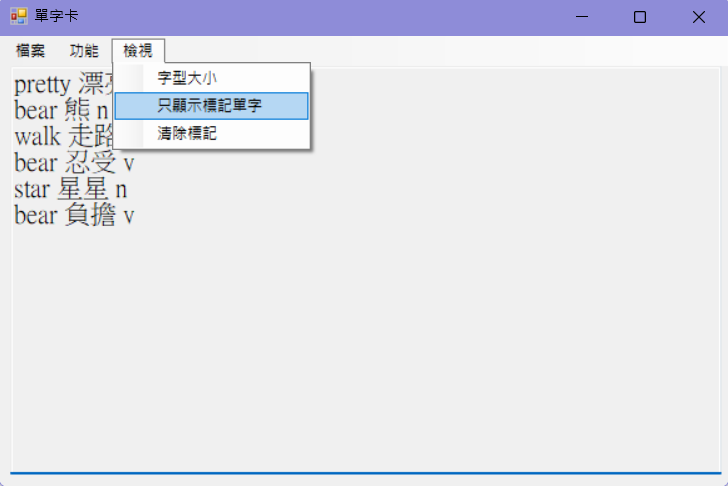 單字卡
檔案 功能 檢視
字型大小
只顯示標記單字
清除標記
pretty 漂
bear 熊 n
walk 走路
bear 忍受 v
star 星星 n
bear 負擔 v